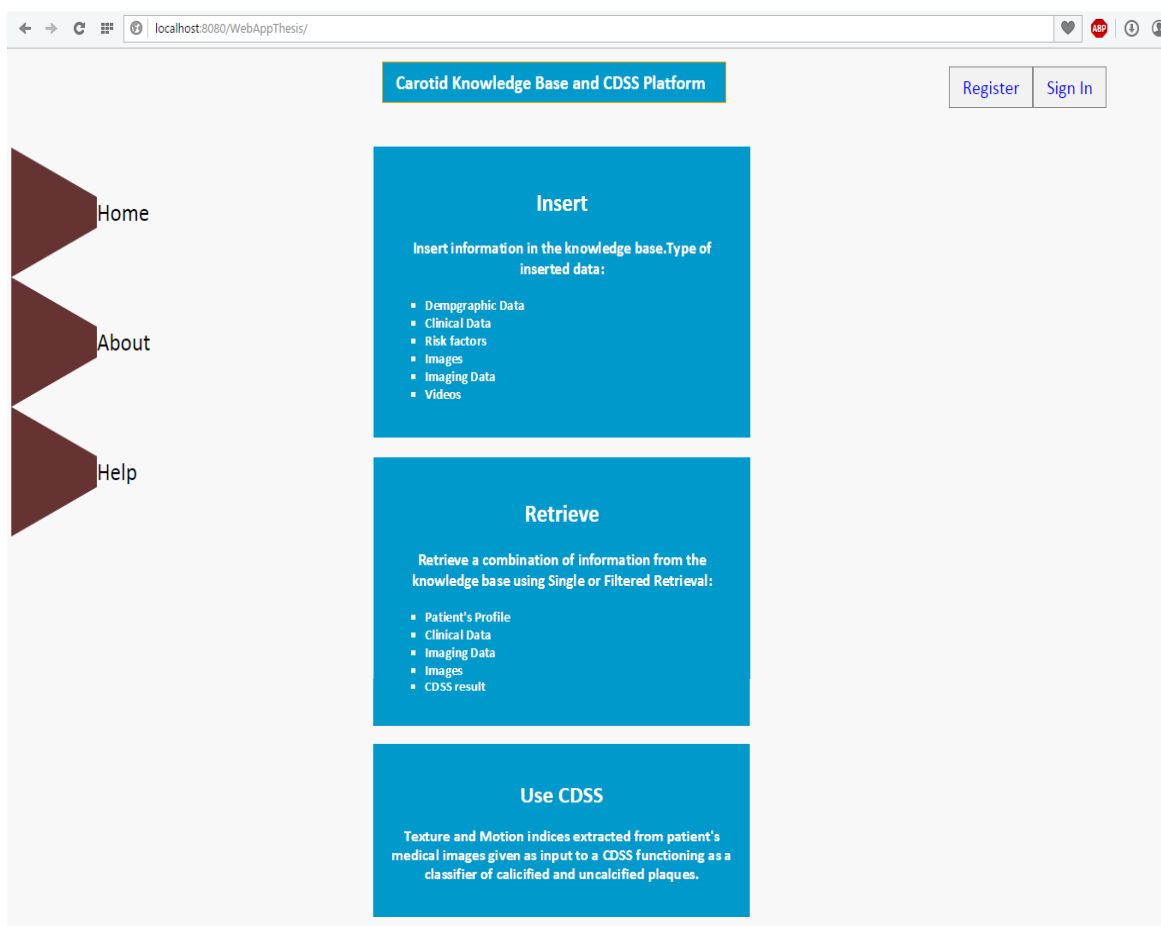 localhost:8080/WebAppThesis/
ABP
Carotid Knowledge Base and CDSS Platform
Register
Sign In
Home
About
Help
Insert
Insert information in the knowledge base.Type of
inserted data:
Dempgraphic Data
Clinical Data
Risk factors
Images
Imaging Data
Videos
Retrieve
Retrieve a combination of information from the
knowledge base using Single or Filtered Retrieval:
Patient's Profile
Clinical Data
Imaging Data
Images
CDSS result
Use CDSS
Texture and Motion indices extracted from patient's
medical images given as input to a CDSS functioning as a
classifier of calicified and uncalcified plaques.